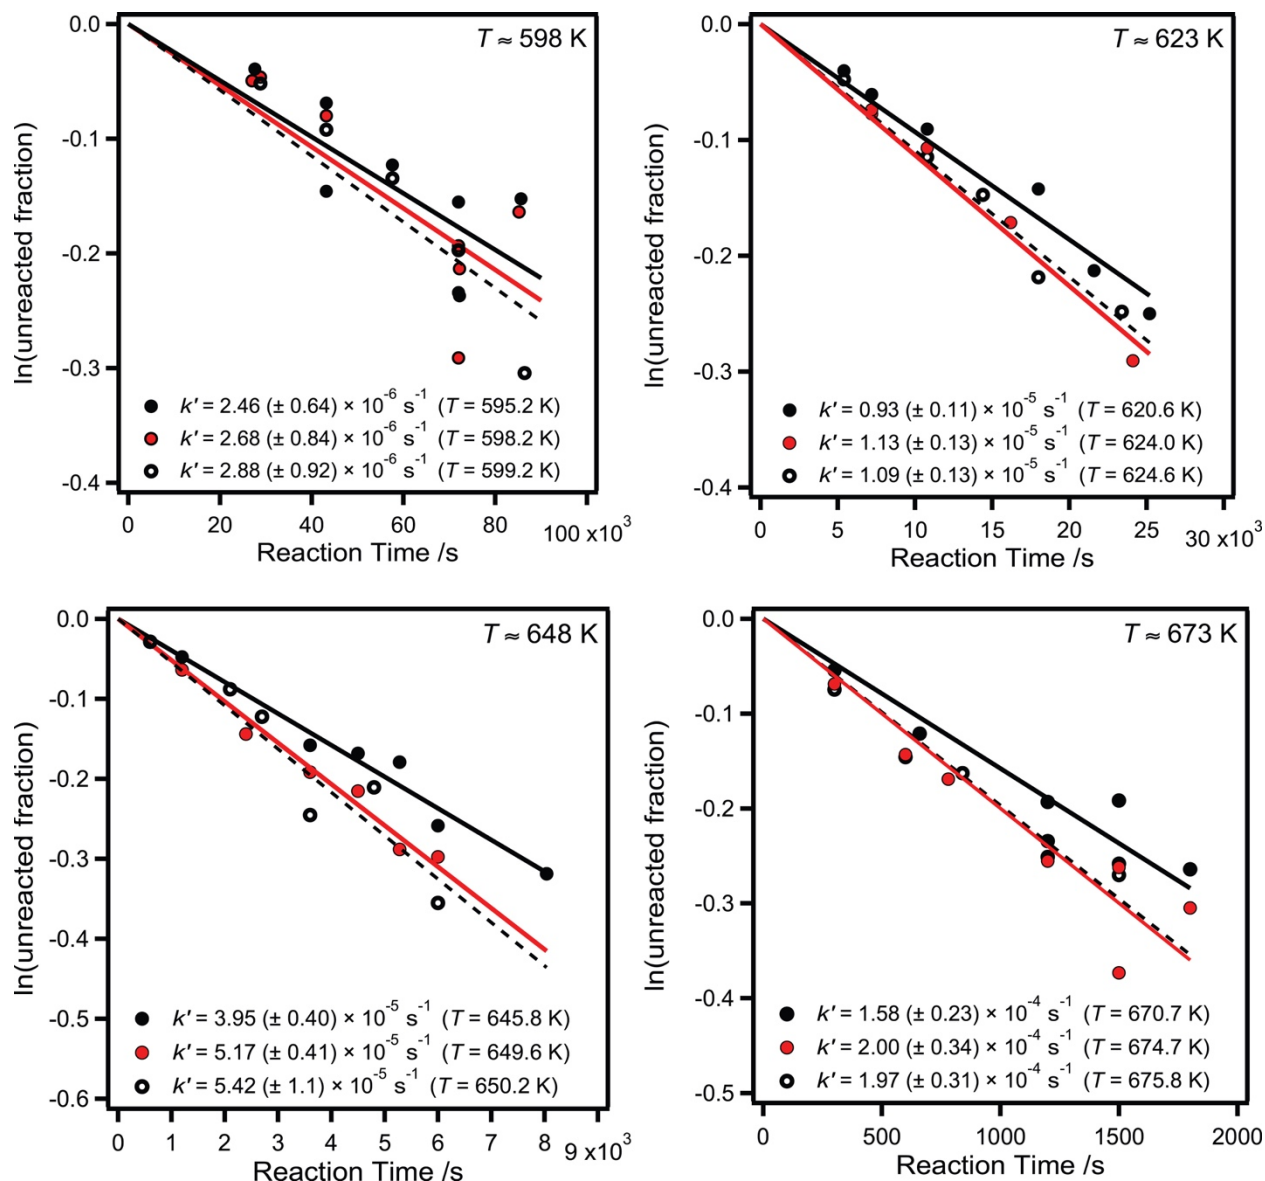 T ≈ 598 K
0.0
-0.1
-0.2
-0.3
-0.4
ln(unreacted fraction)
k' = 2.46 (± 0.64) × 10⁻⁶ s⁻¹ (T = 595.2 K)
k' = 2.68 (± 0.84) × 10⁻⁶ s⁻¹ (T = 598.2 K)
k' = 2.88 (± 0.92) × 10⁻⁶ s⁻¹ (T = 599.2 K)
0 20 40 60 80 100 x10³
Reaction Time /s
T ≈ 623 K
0.0
-0.1
-0.2
-0.3
-0.4
ln(unreacted fraction)
k' = 0.93 (± 0.11) × 10⁻⁵ s⁻¹ (T = 620.6 K)
k' = 1.13 (± 0.13) × 10⁻⁵ s⁻¹ (T = 624.0 K)
k' = 1.09 (± 0.13) × 10⁻⁵ s⁻¹ (T = 624.6 K)
0 5 10 15 20 25 30 x10³
Reaction Time /s
T ≈ 648 K
0.0
-0.1
-0.2
-0.3
-0.4
-0.5
-0.6
ln(unreacted fraction)
k' = 3.95 (± 0.40) × 10⁻⁵ s⁻¹ (T = 645.8 K)
k' = 5.17 (± 0.41) × 10⁻⁵ s⁻¹ (T = 649.6 K)
k' = 5.42 (± 1.1) × 10⁻⁵ s⁻¹ (T = 650.2 K)
0 1 2 3 4 5 6 7 8 9 x10³
Reaction Time /s
T ≈ 673 K
0.0
-0.1
-0.2
-0.3
-0.4
-0.5
ln(unreacted fraction)
k' = 1.58 (± 0.23) × 10⁻⁴ s⁻¹ (T = 670.7 K)
k' = 2.00 (± 0.34) × 10⁻⁴ s⁻¹ (T = 674.7 K)
k' = 1.97 (± 0.31) × 10⁻⁴ s⁻¹ (T = 675.8 K)
0 500 1000 1500 2000
Reaction Time /s